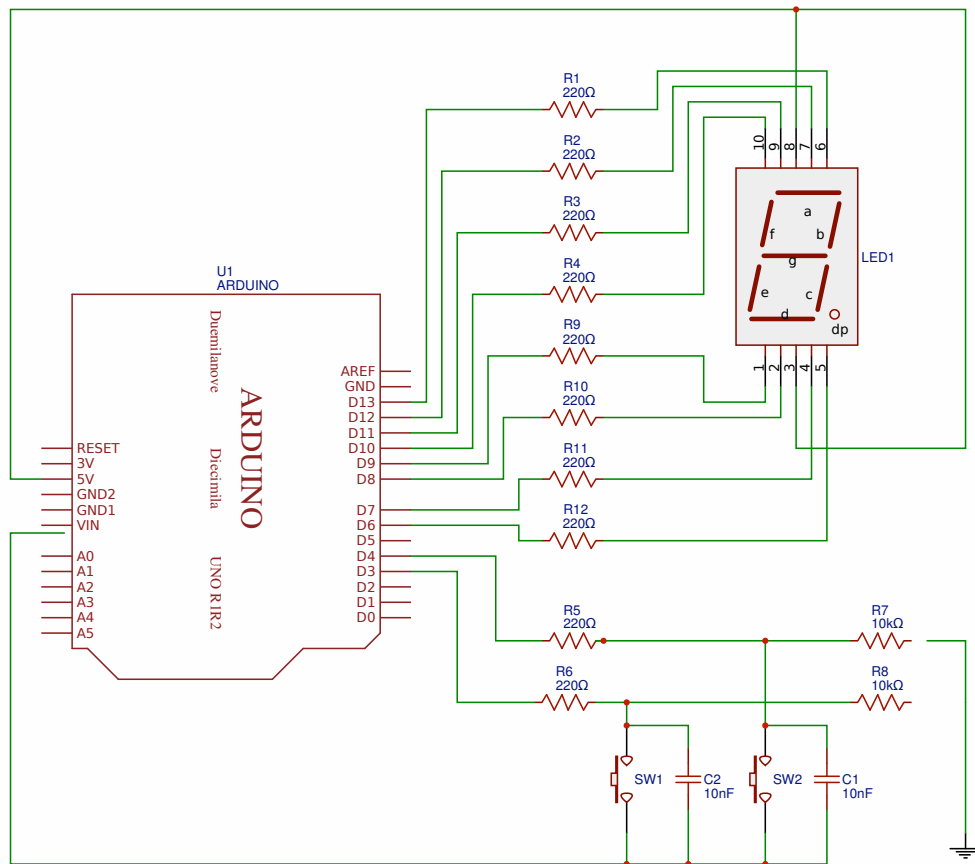 R1
220Ω
R2
220Ω
R3
220Ω
R4
220Ω
R9
220Ω
R10
220Ω
R11
220Ω
R12
220Ω
10
9
8
7
6
a
f
b
g
e
c
d
dp
LED1
1
2
3
4
5
U1
ARDUINO
Duemilanove
Diecimila
UNO R1R2
ARDUINO
RESET
3V
5V
GND2
GND1
VIN
A0
A1
A2
A3
A4
A5
AREF
GND
D13
D12
D11
D10
D9
D8
D7
D6
D5
D4
D3
D2
D1
D0
R5
220Ω
R7
10kΩ
R6
220Ω
R8
10kΩ
SW1
C2
10nF
SW2
C1
10nF